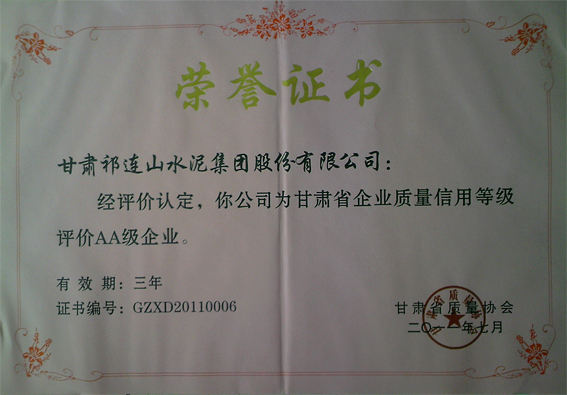 荣誉证书
甘肃祁连山水泥集团股份有限公司：
经评价认定，你公司为甘肃省企业质量信用等级
评价AA级企业。
有效期：三年
证书编号：GZXD20110006
甘肃省质量协会
二〇一一年七月